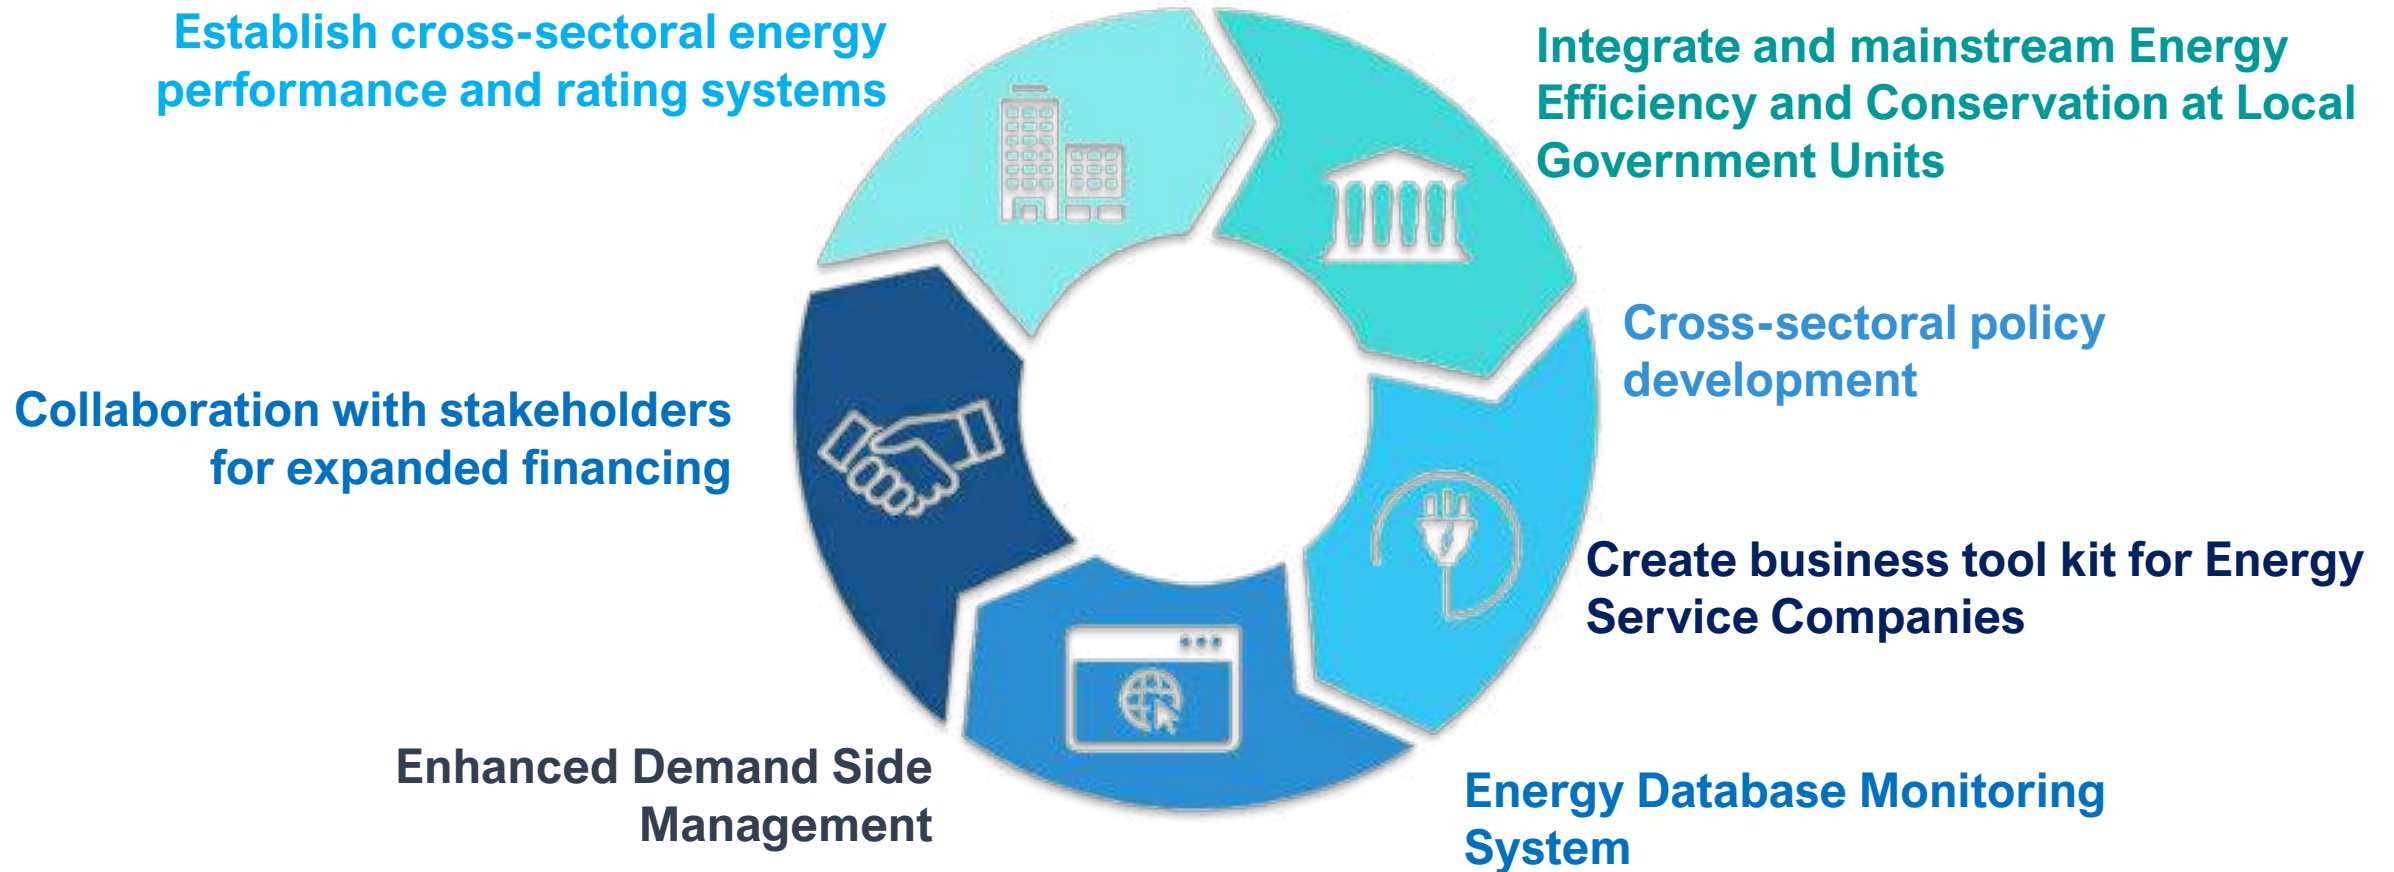 Establish cross-sectoral energy
performance and rating systems
Integrate and mainstream Energy
Efficiency and Conservation at Local
Government Units
Cross-sectoral policy
development
Collaboration with stakeholders
for expanded financing
Create business tool kit for Energy
Service Companies
Enhanced Demand Side
Management
Energy Database Monitoring
System